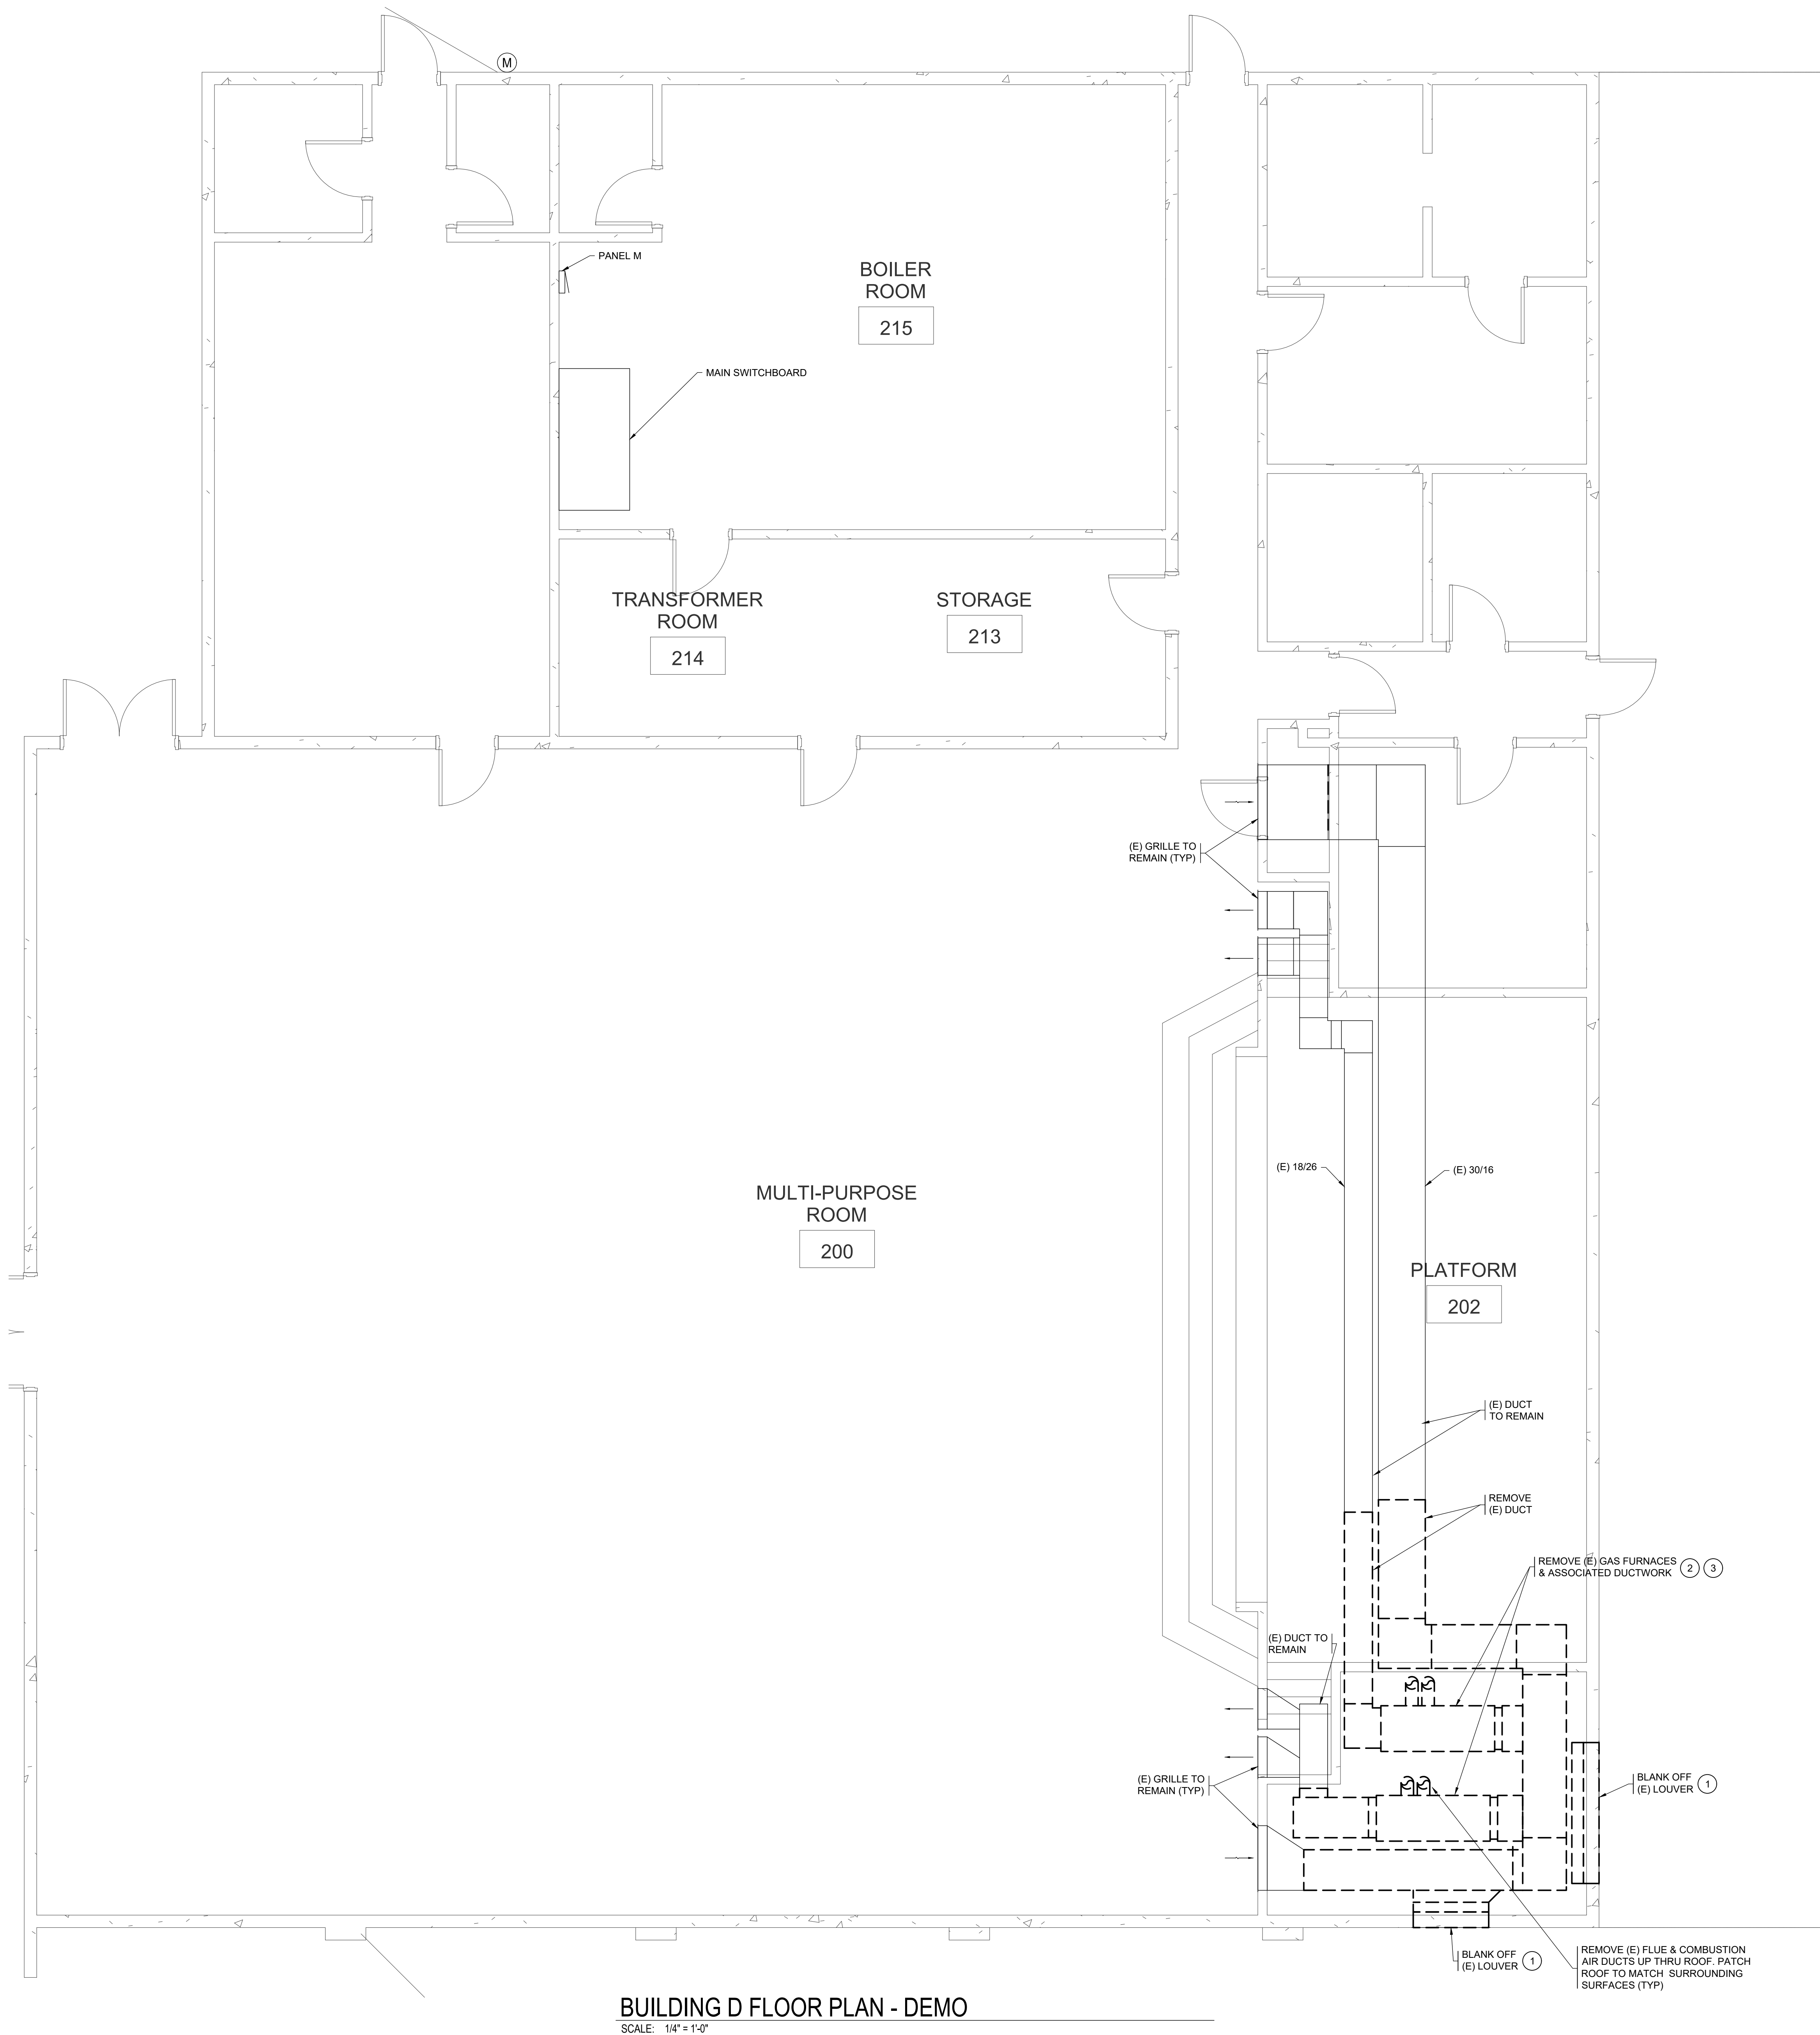 M
PANEL M
BOILER
ROOM
215
MAIN SWITCHBOARD
TRANSFORMER
ROOM
214
STORAGE
213
(E) GRILLE TO
REMAIN (TYP)
(E) 18/26
(E) 30/16
MULTI-PURPOSE
ROOM
200
PLATFORM
202
(E) DUCT
TO REMAIN
REMOVE
(E) DUCT
REMOVE (E) GAS FURNACES
& ASSOCIATED DUCTWORK
2 3
(E) DUCT TO
REMAIN
(E) GRILLE TO
REMAIN (TYP)
BLANK OFF
(E) LOUVER
1
BLANK OFF
(E) LOUVER
1
REMOVE (E) FLUE & COMBUSTION
AIR DUCTS UP THRU ROOF. PATCH
ROOF TO MATCH SURROUNDING
SURFACES (TYP)
BUILDING D FLOOR PLAN - DEMO
SCALE: 1/4" = 1'-0"